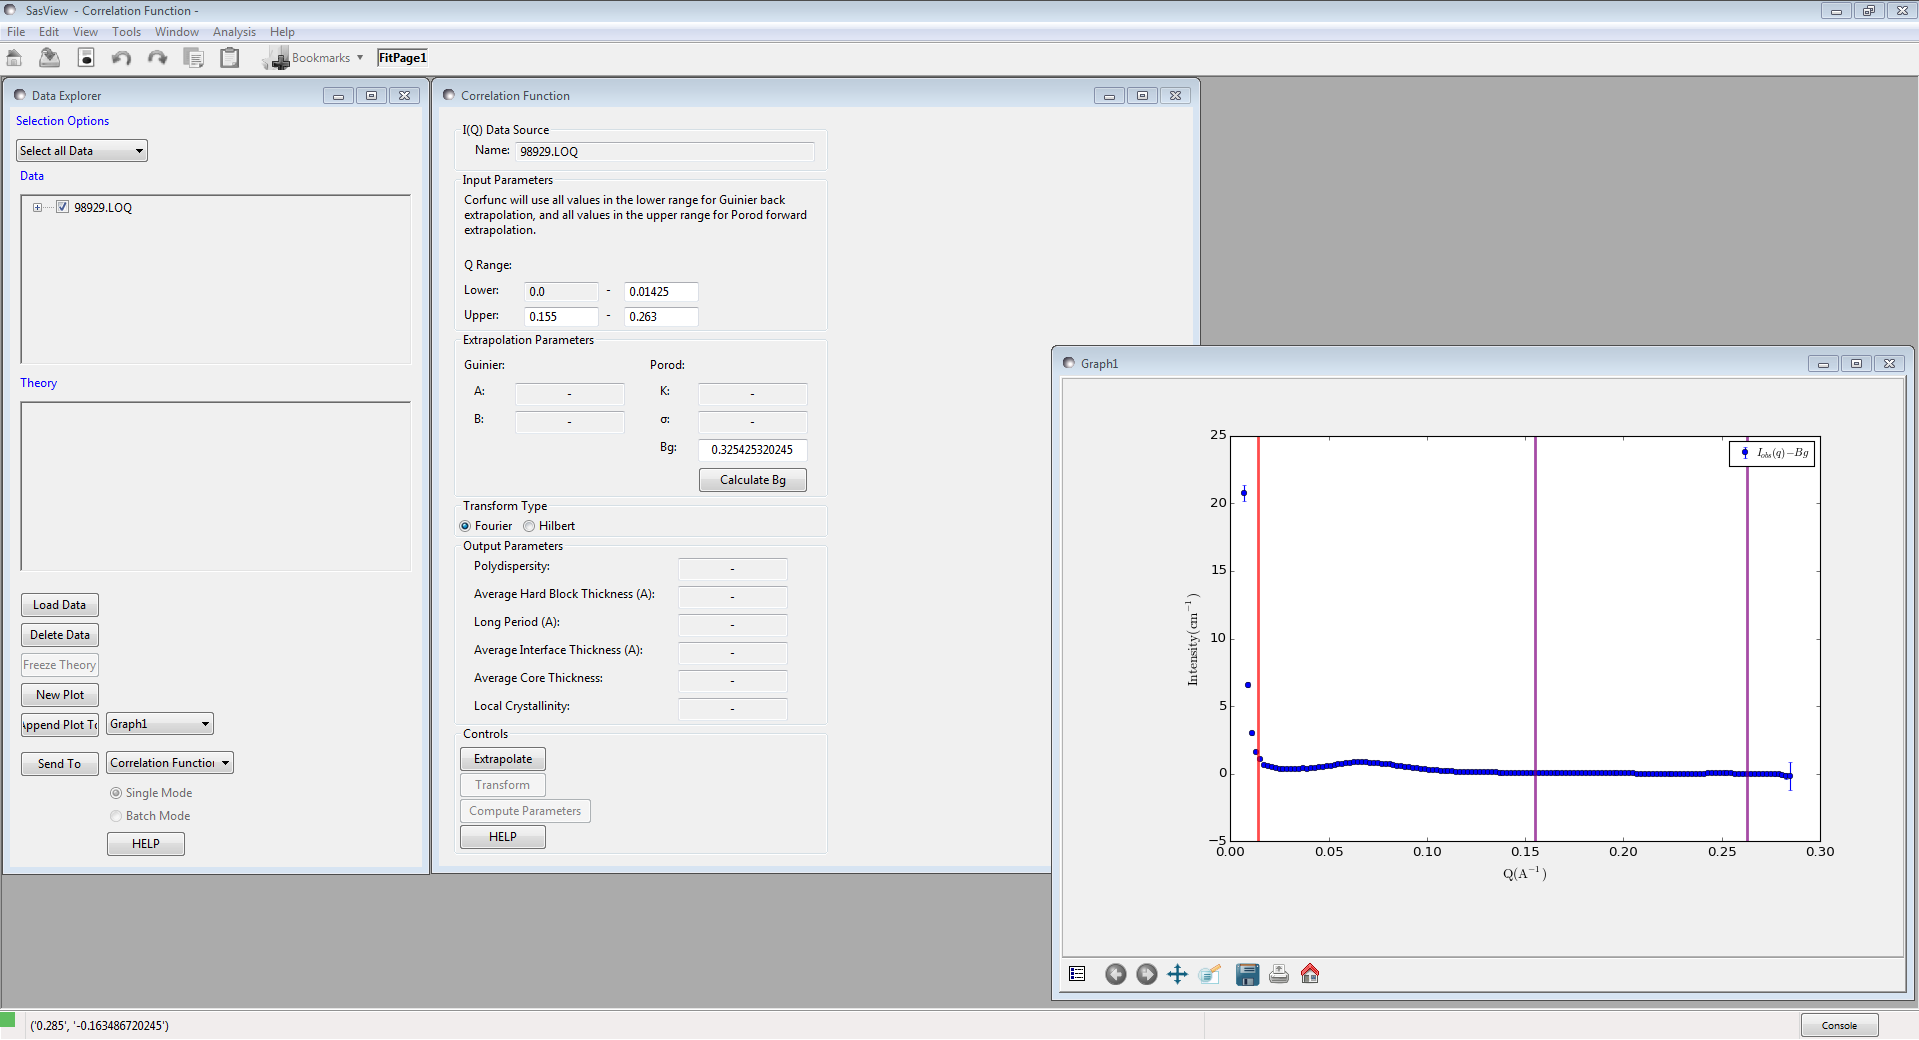 SasView - Correlation Function -
File Edit View Tools Window Analysis Help
Bookmarks FitPage1
Data Explorer
Selection Options
Select all Data
Data
98929.LOQ
Theory
Load Data
Delete Data
Freeze Theory
New Plot
Append Plot To Graph1
Send To Correlation Function
Single Mode
Batch Mode
HELP
Correlation Function
I(Q) Data Source
Name: 98929.LOQ
Input Parameters
Corfunc will use all values in the lower range for Guinier back
extrapolation, and all values in the upper range for Porod forward
extrapolation.
Q Range:
Lower: 0.0 - 0.01425
Upper: 0.155 - 0.263
Extrapolation Parameters
Guinier: Porod:
A: - K: -
B: - σ: -
Bg: 0.325425320245
Calculate Bg
Transform Type
Fourier Hilbert
Output Parameters
Polydispersity: -
Average Hard Block Thickness (A): -
Long Period (A): -
Average Interface Thickness (A): -
Average Core Thickness: -
Local Crystallinity: -
Controls
Extrapolate
Transform
Compute Parameters
HELP
Graph1
I_obs(q)−Bg
25
20
15
10
5
0
−5
Intensity(cm⁻¹)
0.00 0.05 0.10 0.15 0.20 0.25 0.30
Q(A⁻¹)
('0.285', '-0.163486720245')
Console